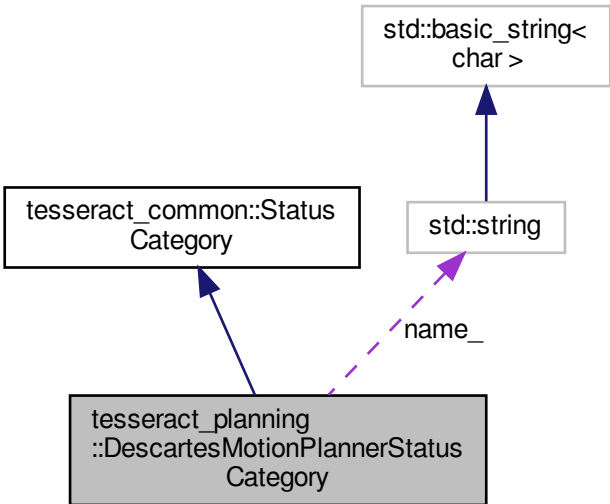 std::basic_string<
char >
tesseract_common::Status
Category
std::string
name_
tesseract_planning
::DescartesMotionPlannerStatus
Category